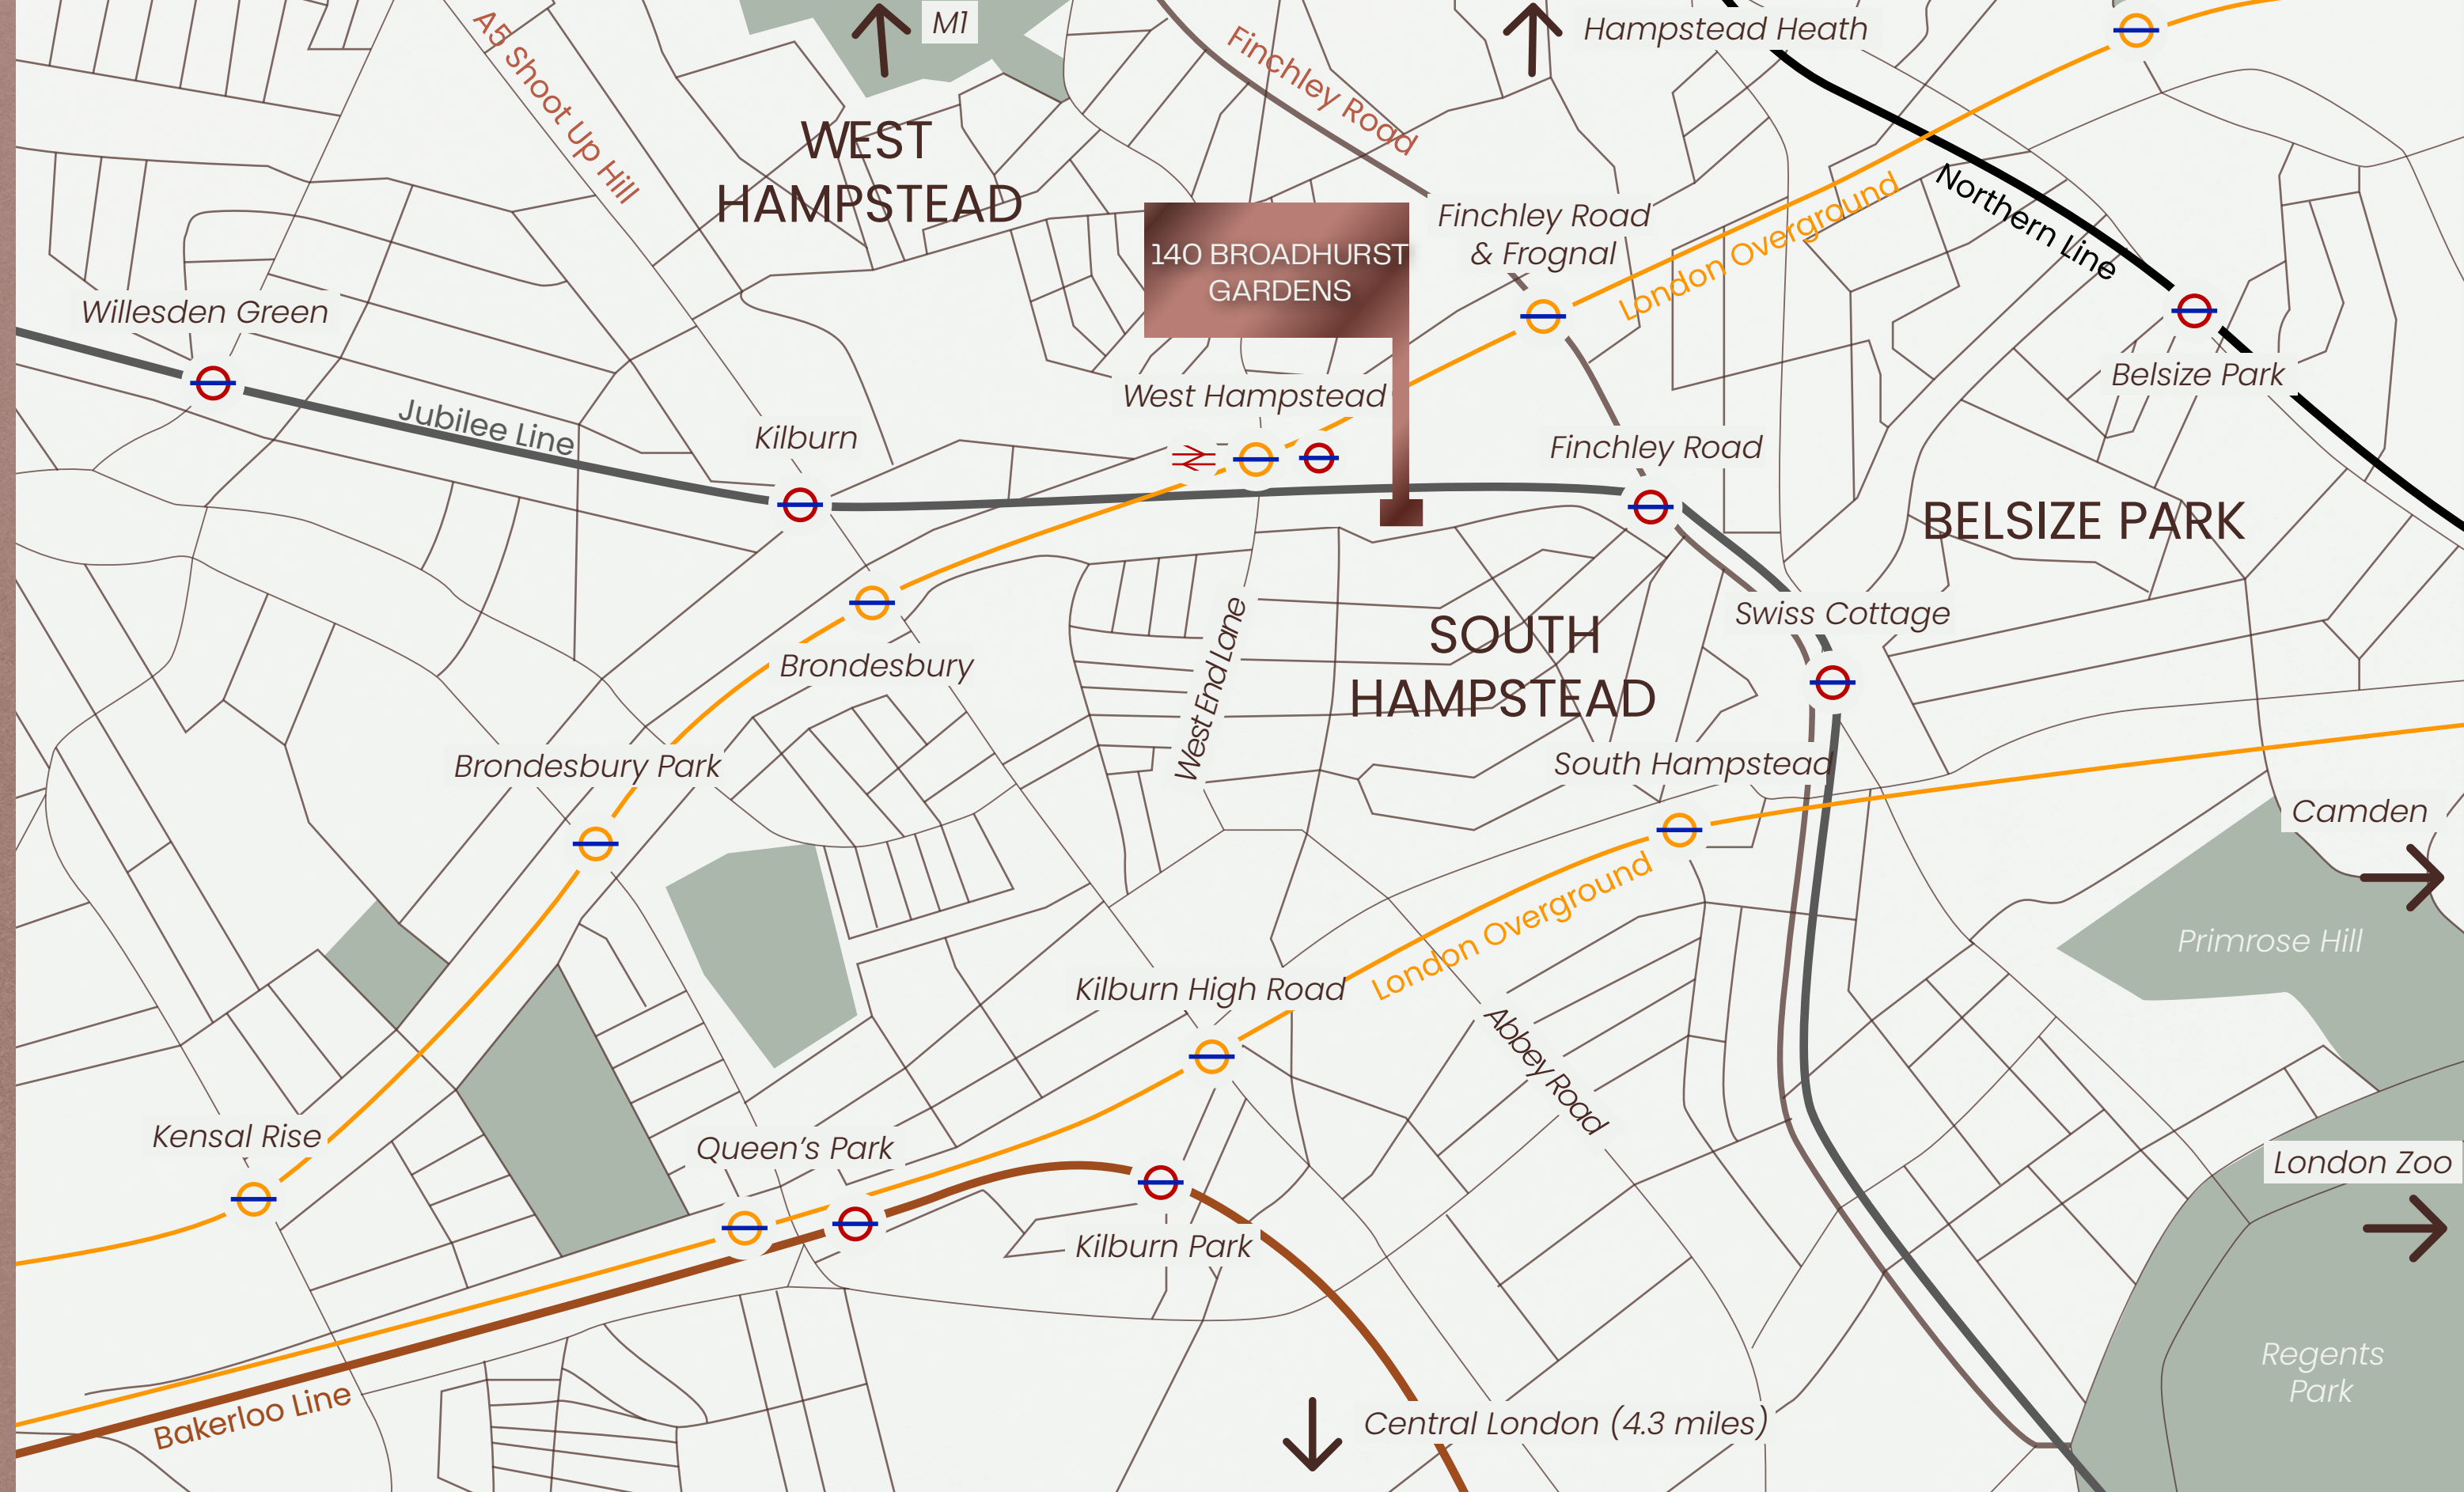 M1
Hampstead Heath
A5 Shoot Up Hill
Finchley Road
WEST
HAMPSTEAD
Northern Line
London Overground
Finchley Road
& Frognal
140 BROADHURST
GARDENS
Willesden Green
Belsize Park
West Hampstead
Jubilee Line
Kilburn
Finchley Road
BELSIZE PARK
Swiss Cottage
SOUTH
HAMPSTEAD
West End Lane
Brondesbury
Brondesbury Park
South Hampstead
Camden
London Overground
Primrose Hill
Kilburn High Road
Abbey Road
Kensal Rise
Queen’s Park
London Zoo
Kilburn Park
Regents
Park
Bakerloo Line
Central London (4.3 miles)